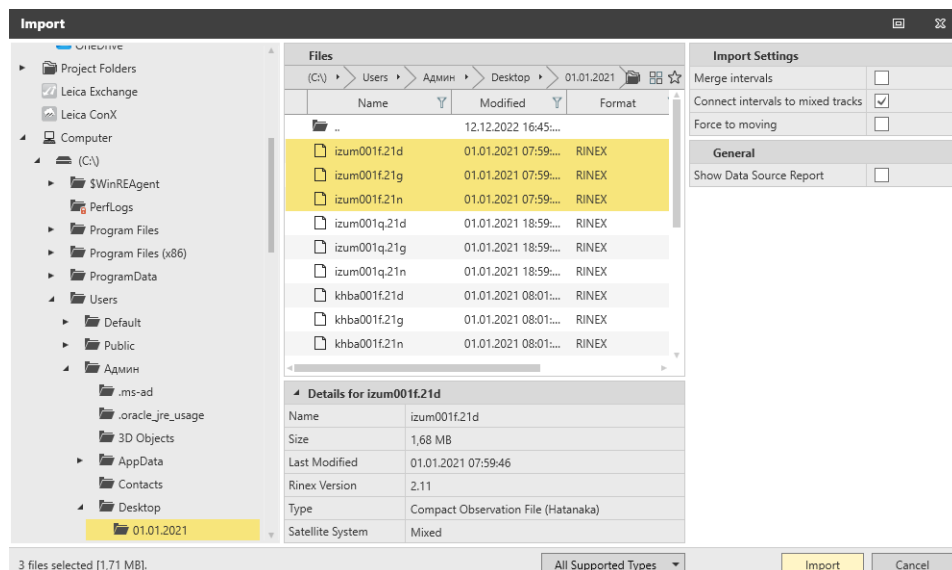 Import
OneDrive
Project Folders
Leica Exchange
Leica ConX
Computer
(C:\)
$WinREAgent
PerfLogs
Program Files
Program Files (x86)
ProgramData
Users
Default
Public
Админ
.ms-ad
.oracle_jre_usage
3D Objects
AppData
Contacts
Desktop
01.01.2021
Files
(C:\) Users Админ Desktop 01.01.2021
Name Modified Format
.. 12.12.2022 16:45:...
izum001f.21d 01.01.2021 07:59:... RINEX
izum001f.21g 01.01.2021 07:59:... RINEX
izum001f.21n 01.01.2021 07:59:... RINEX
izum001q.21d 01.01.2021 18:59:... RINEX
izum001q.21g 01.01.2021 18:59:... RINEX
izum001q.21n 01.01.2021 18:59:... RINEX
khba001f.21d 01.01.2021 08:01:... RINEX
khba001f.21g 01.01.2021 08:01:... RINEX
khba001f.21n 01.01.2021 08:01:... RINEX
Details for izum001f.21d
Name izum001f.21d
Size 1,68 MB
Last Modified 01.01.2021 07:59:46
Rinex Version 2.11
Type Compact Observation File (Hatanaka)
Satellite System Mixed
Import Settings
Merge intervals
Connect intervals to mixed tracks
Force to moving
General
Show Data Source Report
3 files selected [1,71 MB].
All Supported Types
Import
Cancel